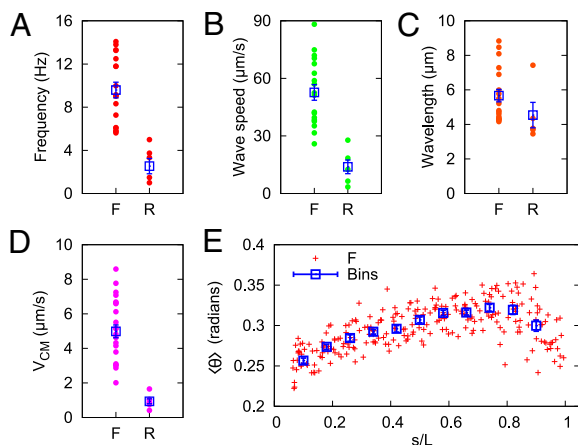 A
Frequency (Hz)
16
12
8
4
0
F R
B
Wave speed (μm/s)
90
60
30
0
F R
C
Wavelength (μm)
10
8
6
4
2
0
F R
D
V_CM (μm/s)
10
8
6
4
2
0
F R
E
⟨θ⟩ (radians)
0.4
0.35
0.3
0.25
0.2
F
Bins
0 0.2 0.4 0.6 0.8 1
s/L